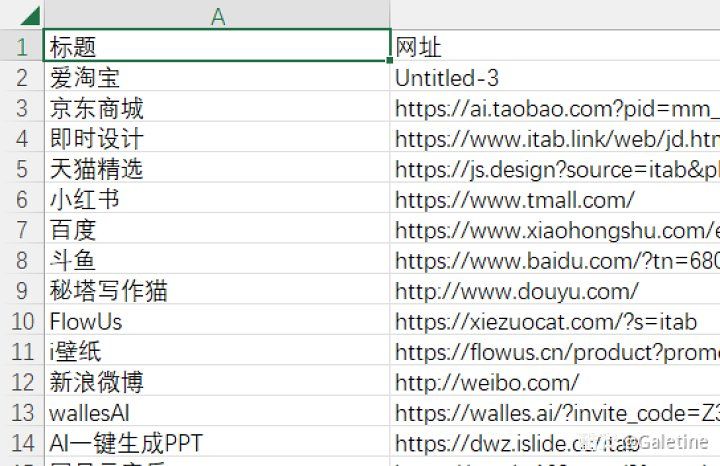 A
1 标题 网址
2 爱淘宝 Untitled-3
3 京东商城 https://ai.taobao.com?pid=mm_
4 即时设计 https://www.itab.link/web/jd.htm
5 天猫精选 https://js.design?source=itab&pl
6 小红书 https://www.tmall.com/
7 百度 https://www.xiaohongshu.com/e
8 斗鱼 https://www.baidu.com/?tn=680
9 秘塔写作猫 http://www.douyu.com/
10 FlowUs https://xiezuocat.com/?s=itab
11 i壁纸 https://flowus.cn/product?promo
12 新浪微博 http://weibo.com/
13 wallesAI https://walles.ai/?invite_code=Z3
14 AI一键生成PPT https://dwz.islide.cc/itab
@Galetine